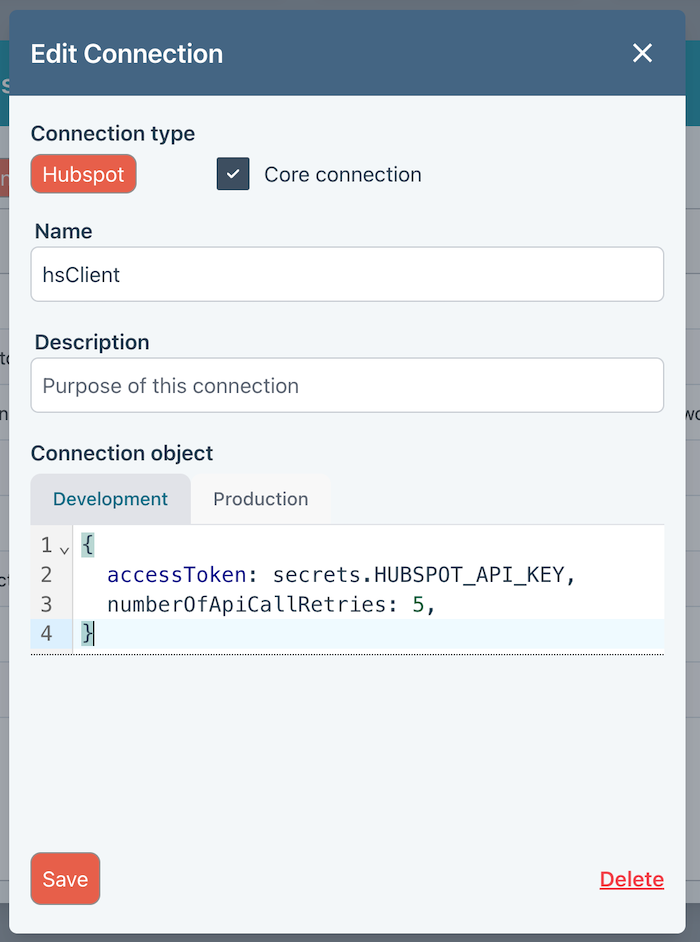 Edit Connection
Connection type
Hubspot
Core connection
Name
hsClient
Description
Purpose of this connection
Connection object
Development Production
1 {
2 accessToken: secrets.HUBSPOT_API_KEY,
3 numberOfApiCallRetries: 5,
4 }
Save
Delete